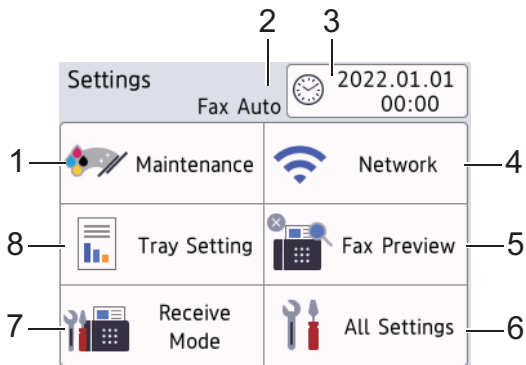 2 3
Settings
Fax Auto
2022.01.01
00:00
1 Maintenance Network 4
8 Tray Setting Fax Preview 5
7 Receive
Mode
All Settings 6